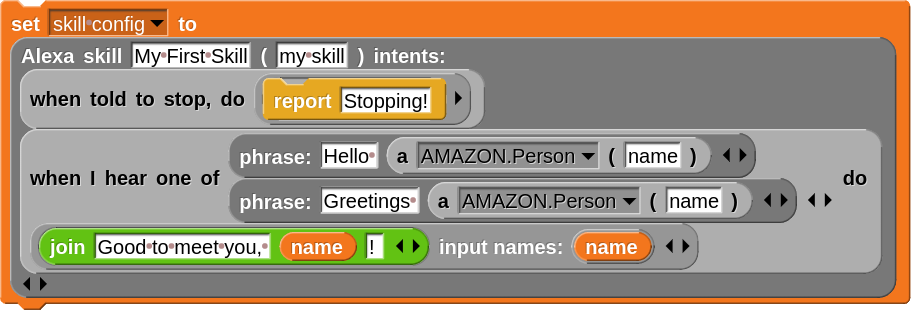 set skill config to
Alexa skill My First Skill ( my skill ) intents:
when told to stop, do report Stopping!
phrase: Hello a AMAZON.Person ( name )
when I hear one of do
phrase: Greetings a AMAZON.Person ( name )
join Good to meet you, name ! input names: name